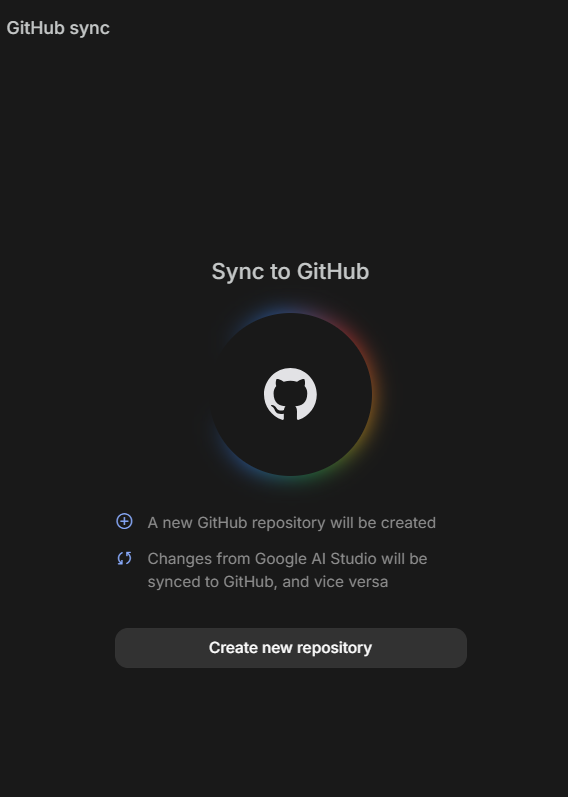 GitHub sync
Sync to GitHub
A new GitHub repository will be created
Changes from Google AI Studio will be
synced to GitHub, and vice versa
Create new repository